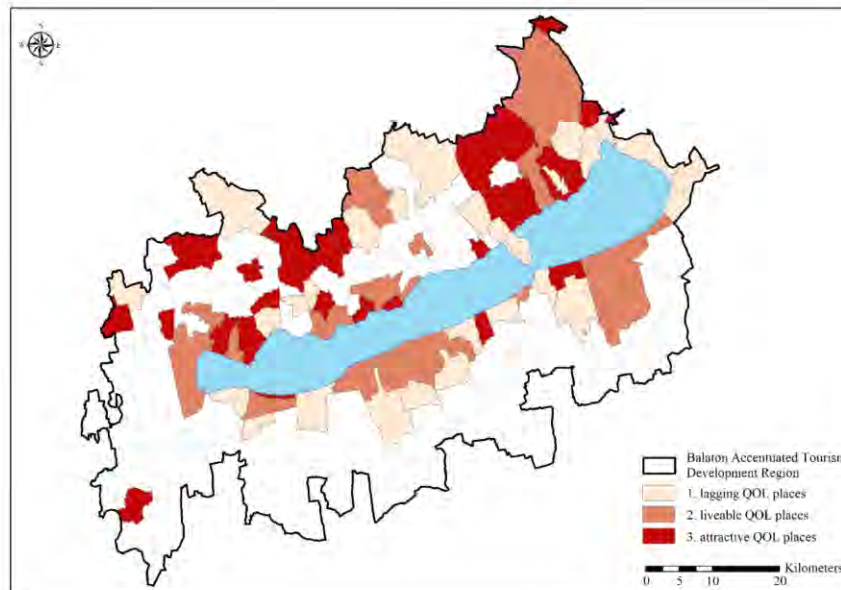 Balaton Accentuated Tourism
Development Region
1. lagging QOL places
2. liveable QOL places
3. attractive QOL places
Kilometers
0 5 10 20